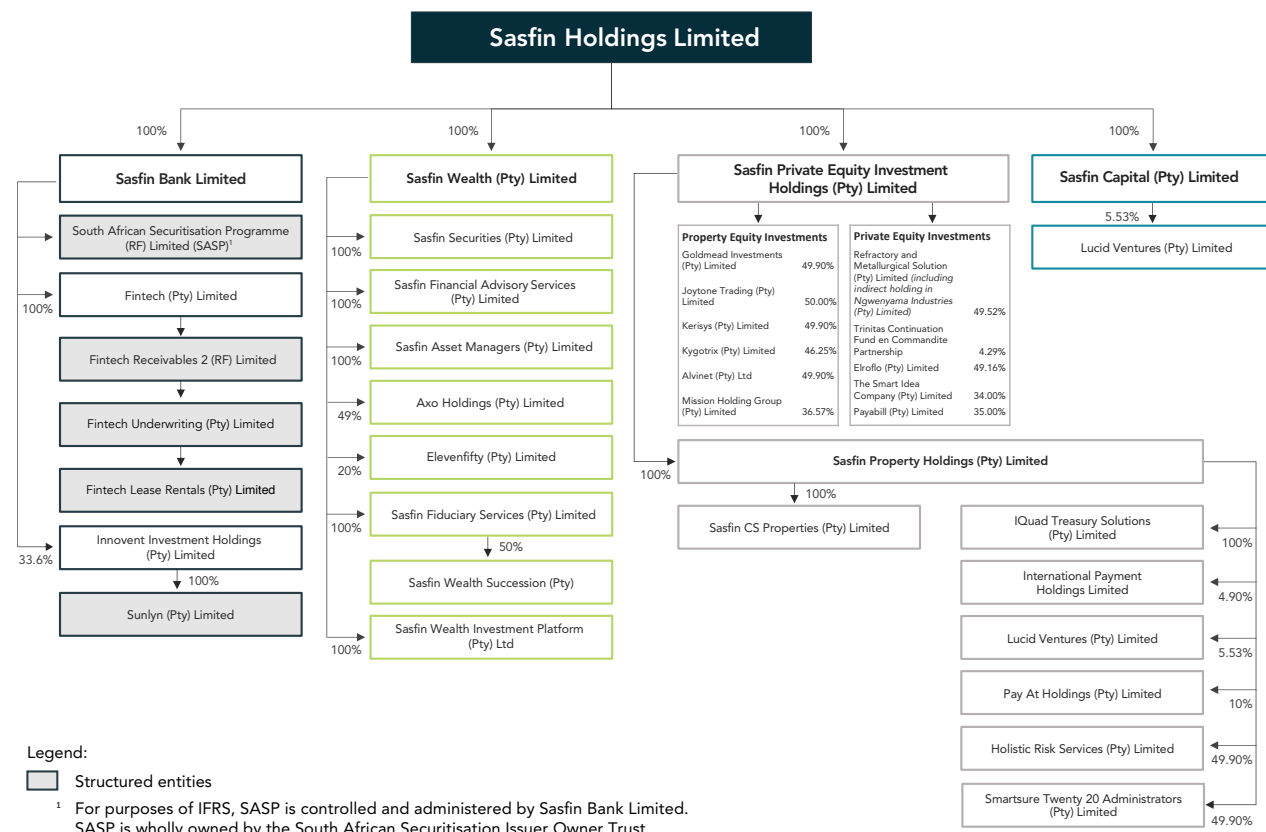 Sasfin Holdings Limited
100%
100%
100%
100%
Sasfin Bank Limited
South African Securitisation Programme
(RF) Limited (SASP)¹
Fintech (Pty) Limited
100%
Fintech Receivables 2 (RF) Limited
Fintech Underwriting (Pty) Limited
Fintech Lease Rentals (Pty) Limited
Innovent Investment Holdings
(Pty) Limited
33.6%
100%
Sunlyn (Pty) Limited
Sasfin Wealth (Pty) Limited
Sasfin Securities (Pty) Limited
100%
Sasfin Financial Advisory Services
(Pty) Limited
100%
Sasfin Asset Managers (Pty) Limited
100%
Axo Holdings (Pty) Limited
49%
Elevenfifty (Pty) Limited
20%
Sasfin Fiduciary Services (Pty) Limited
100%
50%
Sasfin Wealth Succession (Pty)
Sasfin Wealth Investment Platform
(Pty) Ltd
100%
Sasfin Private Equity Investment
Holdings (Pty) Limited
Property Equity Investments
Goldmead Investments
(Pty) Limited 49.90%
Joytone Trading (Pty)
Limited 50.00%
Kerisys (Pty) Limited 49.90%
Kygotrix (Pty) Limited 46.25%
Alvinet (Pty) Ltd 49.90%
Mission Holding Group
(Pty) Limited 36.57%
Private Equity Investments
Refractory and
Metallurgical Solution
(Pty) Limited (including
indirect holding in
Ngwenyama Industries
(Pty) Limited) 49.52%
Trinitas Continuation
Fund en Commandite
Partnership 4.29%
Elroflo (Pty) Limited 49.16%
The Smart Idea
Company (Pty) Limited 34.00%
Payabill (Pty) Limited 35.00%
Sasfin Capital (Pty) Limited
5.53%
Lucid Ventures (Pty) Limited
Sasfin Property Holdings (Pty) Limited
100%
100%
Sasfin CS Properties (Pty) Limited
IQuad Treasury Solutions
(Pty) Limited
100%
International Payment
Holdings Limited
4.90%
Lucid Ventures (Pty) Limited
5.53%
Pay At Holdings (Pty) Limited
10%
Holistic Risk Services (Pty) Limited
49.90%
Smartsure Twenty 20 Administrators
(Pty) Limited
49.90%
Legend:
Structured entities
¹ For purposes of IFRS, SASP is controlled and administered by Sasfin Bank Limited.
SASP is wholly owned by the South African Securitisation Issuer Owner Trust